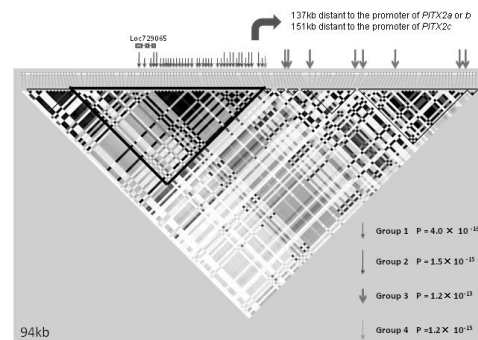 137kb distant to the promoter of PITX2a or b
151kb distant to the promoter of PITX2c
Loc729065
Group 1 P = 4.0 × 10 -16
Group 2 P = 1.5 × 10 -15
Group 3 P = 1.2 × 10 -13
Group 4 P =1.2 × 10 -15
94kb